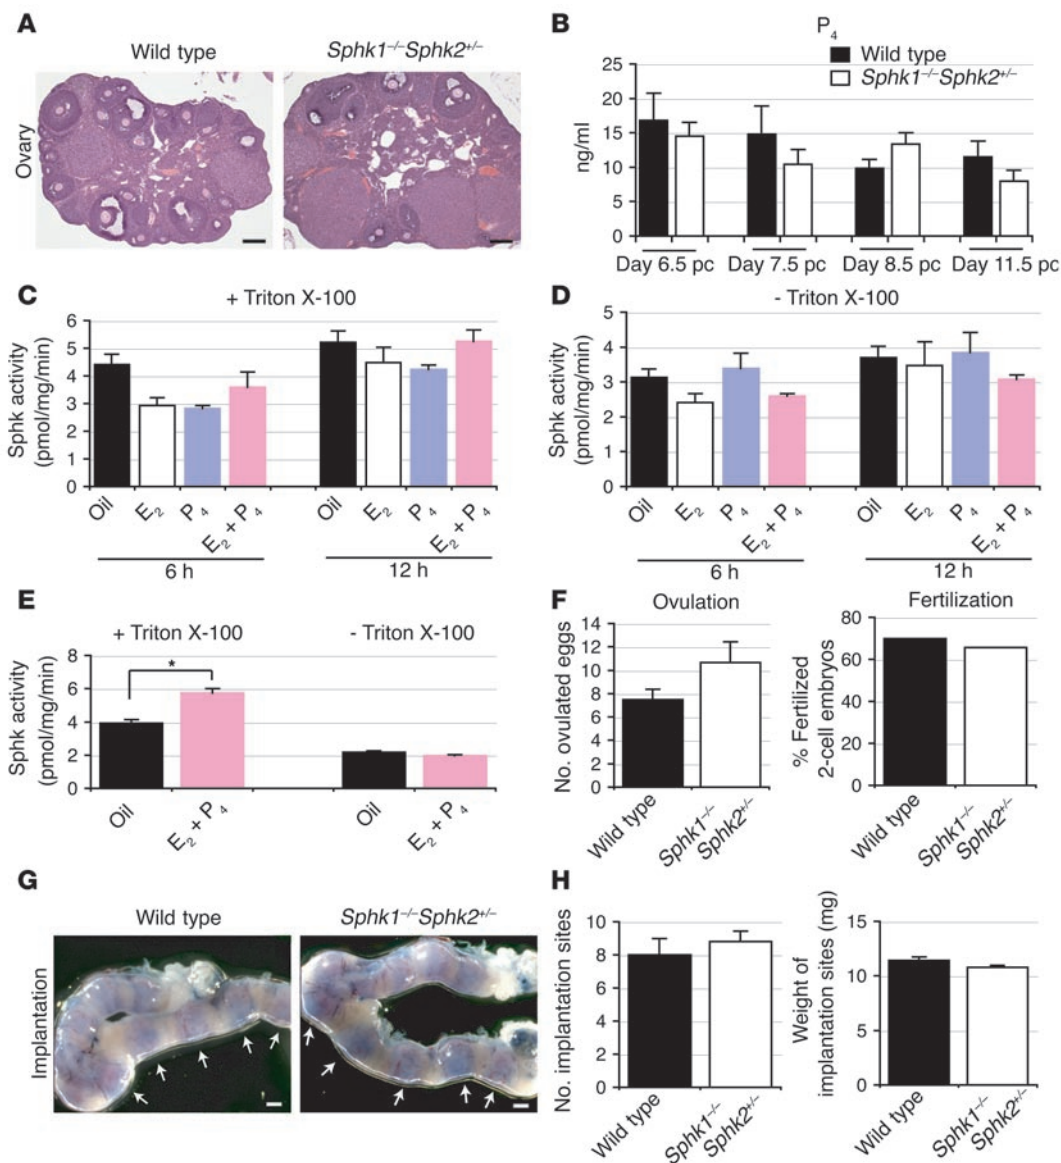 A
Wild type
Sphk1–/–Sphk2+/–
Ovary
B
P4
Wild type
Sphk1–/–Sphk2+/–
ng/ml
25
20
15
10
5
0
Day 6.5 pc Day 7.5 pc Day 8.5 pc Day 11.5 pc
C
+ Triton X-100
Sphk activity
(pmol/mg/min)
6
5
4
3
2
1
0
Oil E2 P4 E2 + P4 Oil E2 P4 E2 + P4
6 h 12 h
D
- Triton X-100
Sphk activity
(pmol/mg/min)
5
4
3
2
1
0
Oil E2 P4 E2 + P4 Oil E2 P4 E2 + P4
6 h 12 h
E
+ Triton X-100 - Triton X-100
*
Sphk activity
(pmol/mg/min)
8
6
4
2
0
Oil E2 + P4 Oil E2 + P4
F
Ovulation
No. ovulated eggs
14
12
10
8
6
4
2
0
Wild type Sphk1–/–
Sphk2+/–
Fertilization
% Fertilized
2-cell embryos
80
60
40
20
0
Wild type Sphk1–/–
Sphk2+/–
G
Wild type
Sphk1–/–Sphk2+/–
Implantation
H
No. implantation sites
10
8
6
4
2
0
Wild type Sphk1–/–
Sphk2+/–
Weight of
implantation sites (mg)
15
10
5
0
Wild type Sphk1–/–
Sphk2+/–